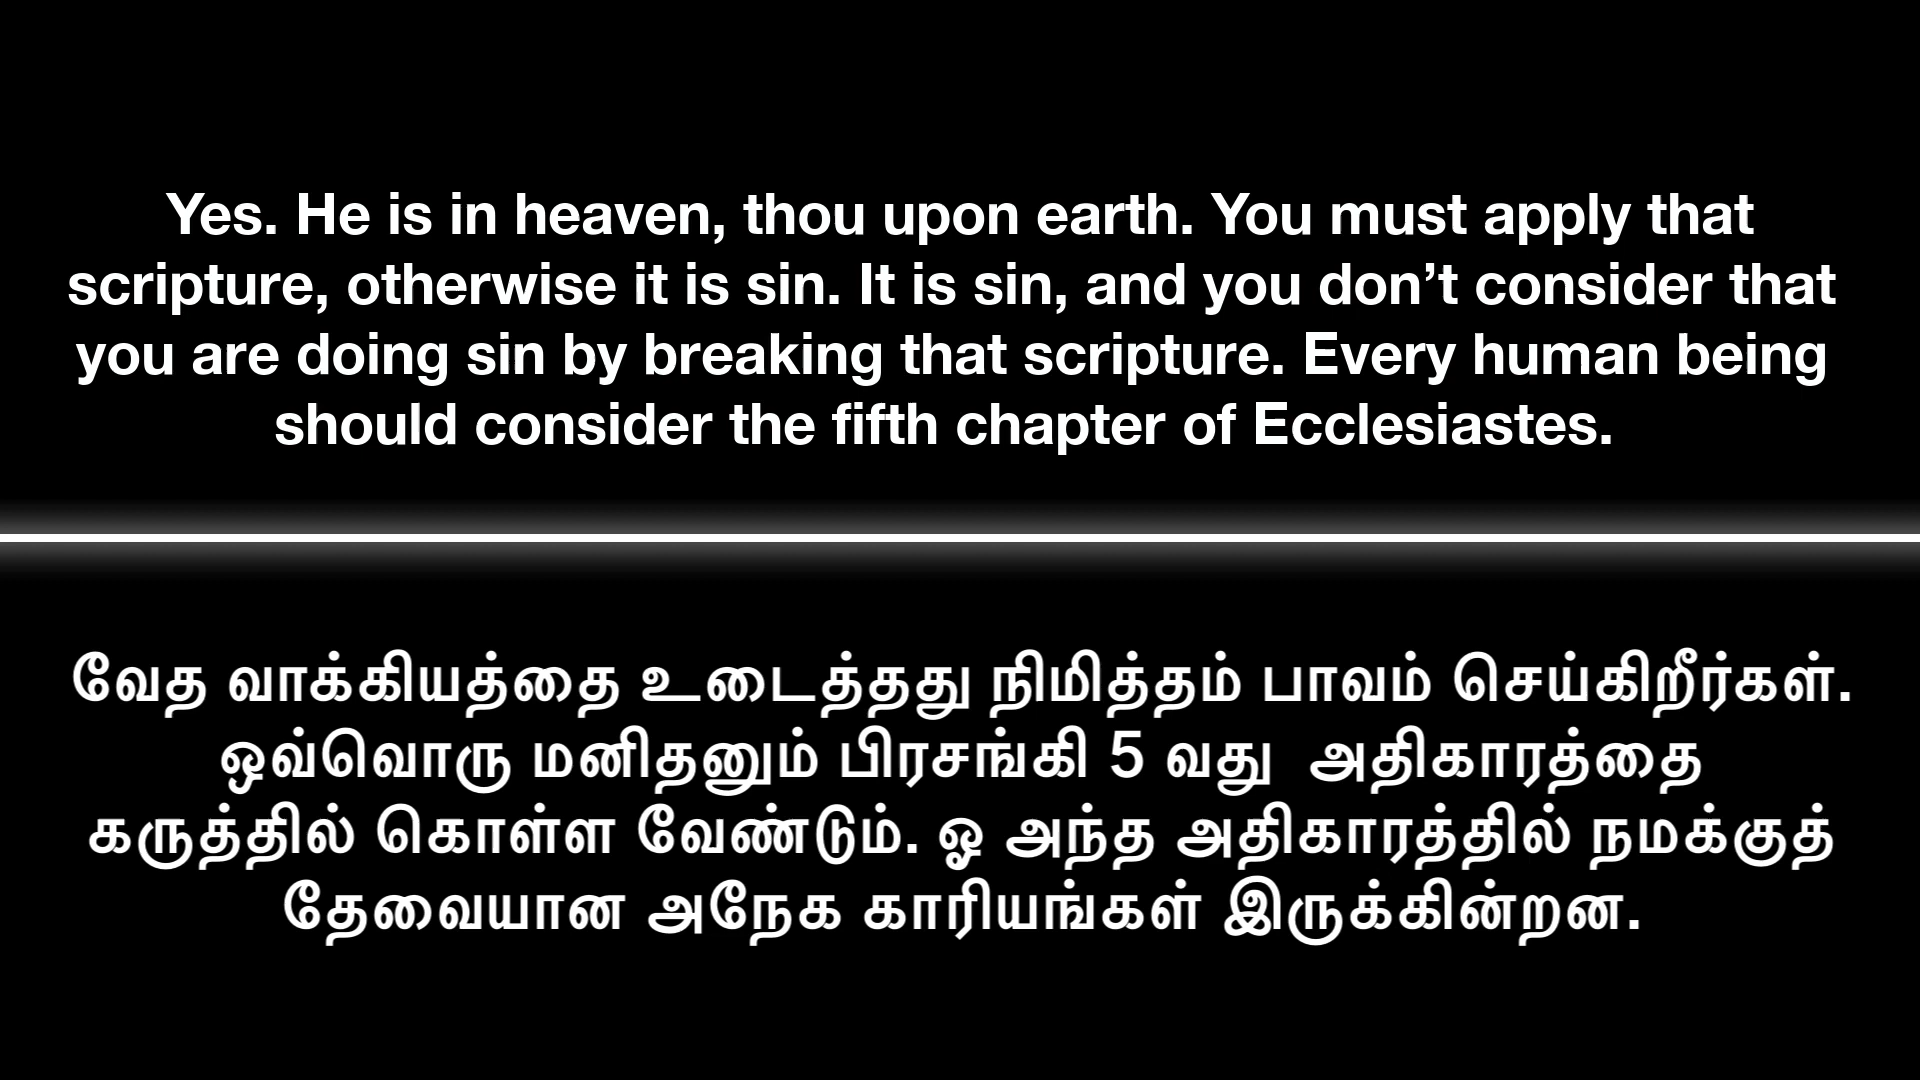 Yes. He is in heaven, thou upon earth. You must apply that
scripture, otherwise it is sin. It is sin, and you don’t consider that
you are doing sin by breaking that scripture. Every human being
should consider the fifth chapter of Ecclesiastes.
வேத வாக்கியத்தை உடைத்தது நிமித்தம் பாவம் செய்கிறீர்கள்.
ஒவ்வொரு மனிதனும் பிரசங்கி 5 வது  அதிகாரத்தை
கருத்தில் கொள்ள வேண்டும். ஓ அந்த அதிகாரத்தில் நமக்குத்
தேவையான அநேக காரியங்கள் இருக்கின்றன.